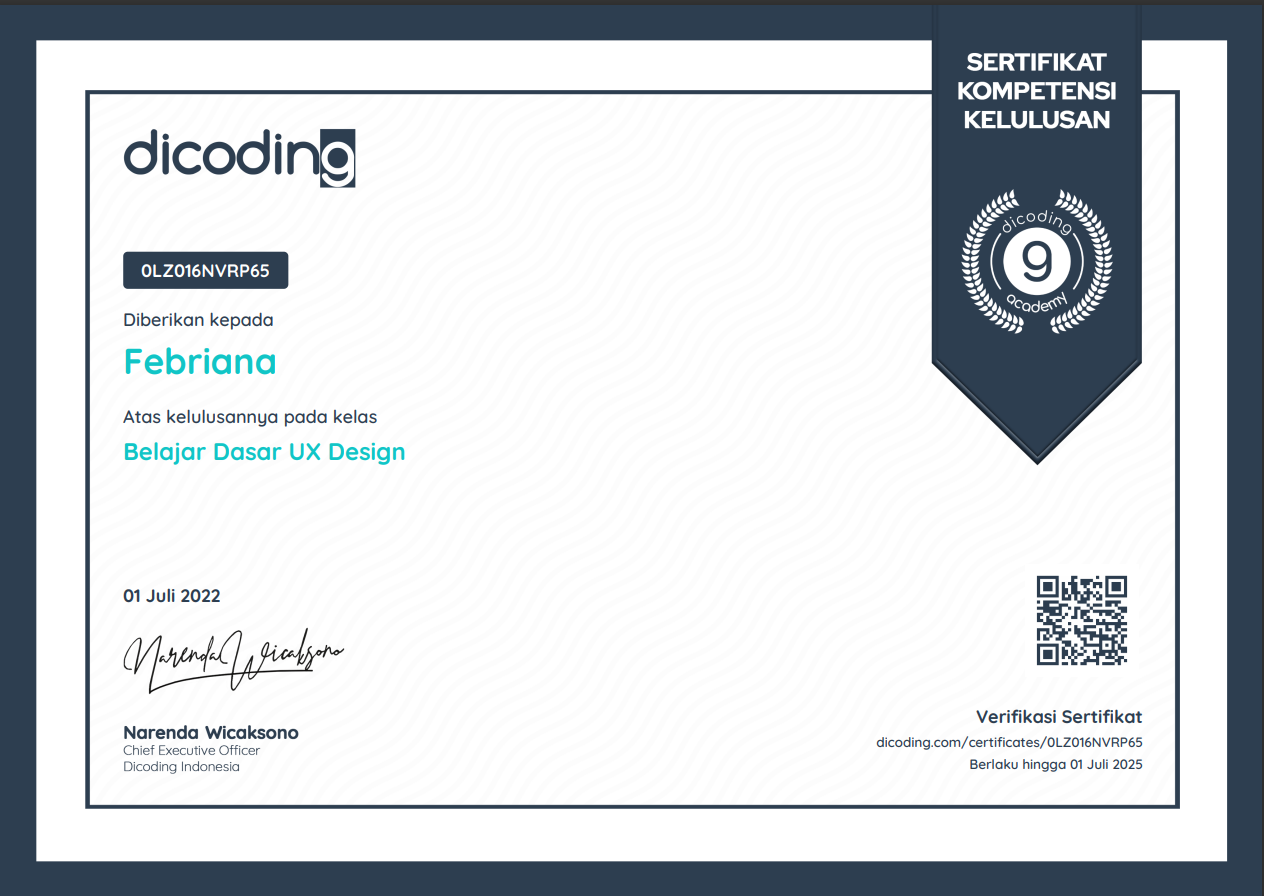 SERTIFIKAT
KOMPETENSI
KELULUSAN
dicoding
dicoding
g
academy
0LZ016NVRP65
Diberikan kepada
Febriana
Atas kelulusannya pada kelas
Belajar Dasar UX Design
01 Juli 2022
Narenda Wicaksono
Narenda Wicaksono
Chief Executive Officer
Dicoding Indonesia
Verifikasi Sertifikat
dicoding.com/certificates/0LZ016NVRP65
Berlaku hingga 01 Juli 2025